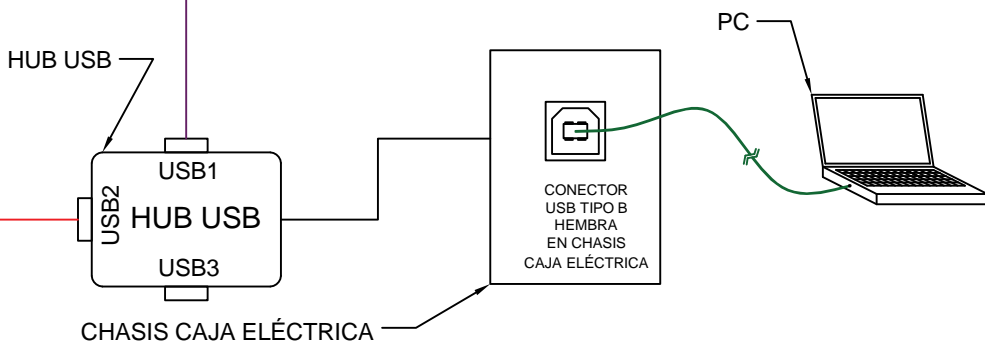 PC
HUB USB
USB1
USB2
HUB USB
USB3
CONECTOR
USB TIPO B
HEMBRA
EN CHASIS
CAJA ELÉCTRICA
CHASIS CAJA ELÉCTRICA